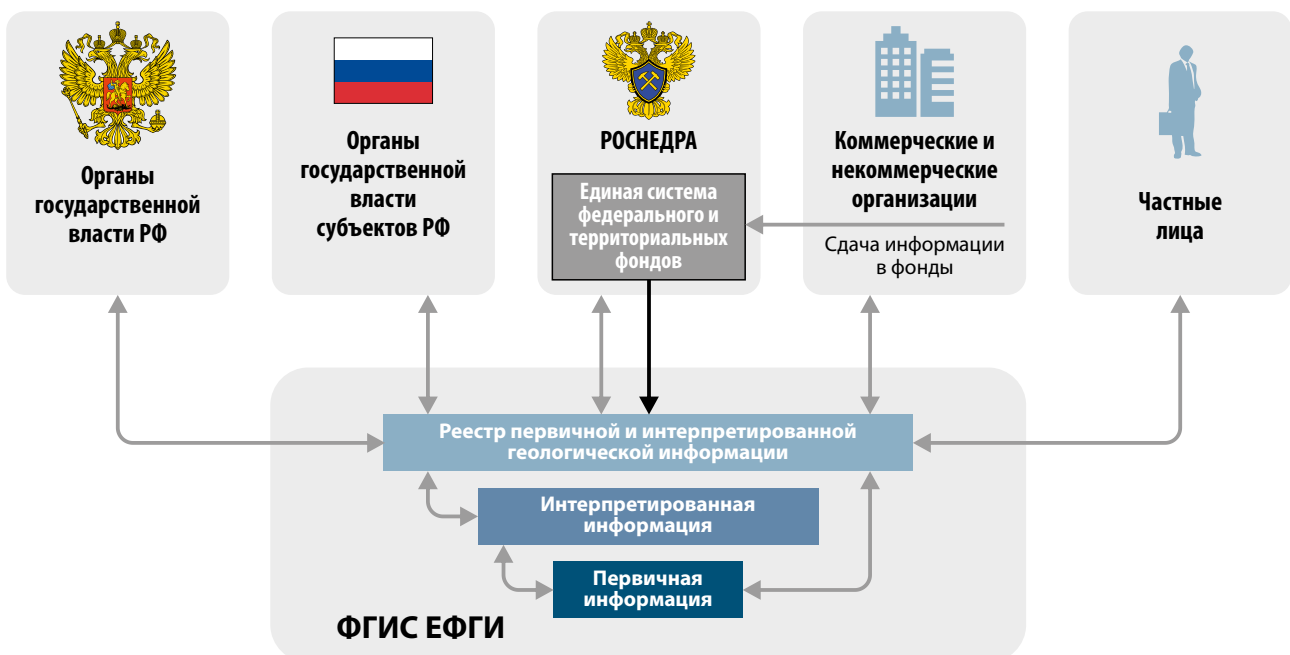 Органы
государственной
власти РФ
Органы
государственной
власти
субъектов РФ
РОСНЕДРА
Единая система
федерального и
территориальных
фондов
Коммерческие и
некоммерческие
организации
Сдача информации
в фонды
Частные
лица
Реестр первичной и интерпретированной
геологической информации
Интерпретированная
информация
Первичная
информация
ФГИС ЕФГИ